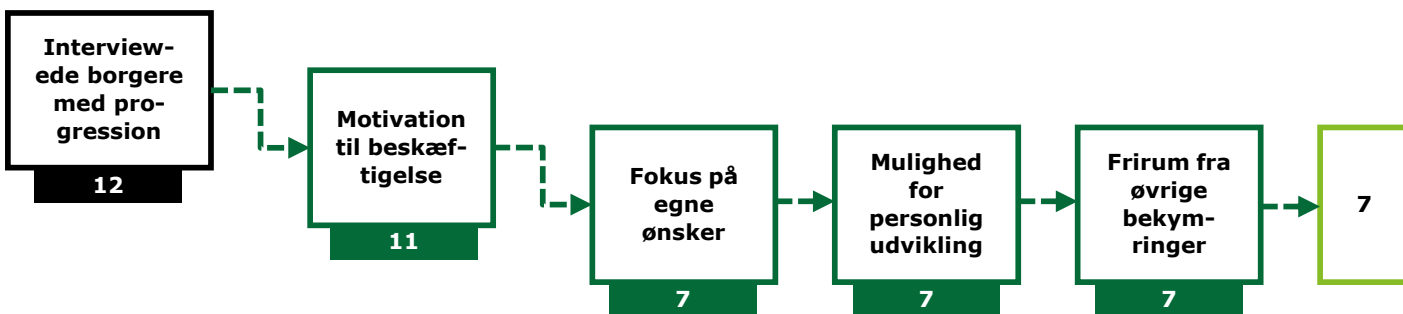 Interview-
ede borgere
med pro-
gression
12
Motivation
til beskæf-
tigelse
11
Fokus på
egne
ønsker
7
Mulighed
for
personlig
udvikling
7
Frirum fra
øvrige
bekym-
ringer
7
7